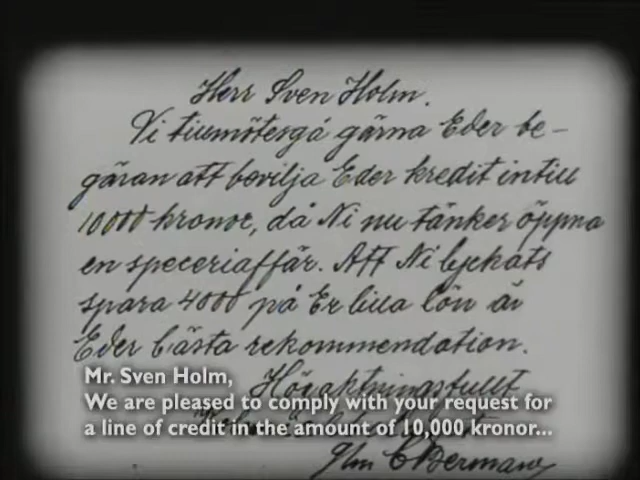 Herr Sven Holm.
Vi tillmötesgå gärna Eder be-
gäran att bevilja Eder kredit intill
10000 kronor, då Ni nu tänker öppna
en speceriaffär. Att Ni lyckats
spara 4000 på Er lilla lön är
Eder bästa rekommendation.
Högaktningsfullt
Mr. Sven Holm,
We are pleased to comply with your request for
a line of credit in the amount of 10,000 kronor...